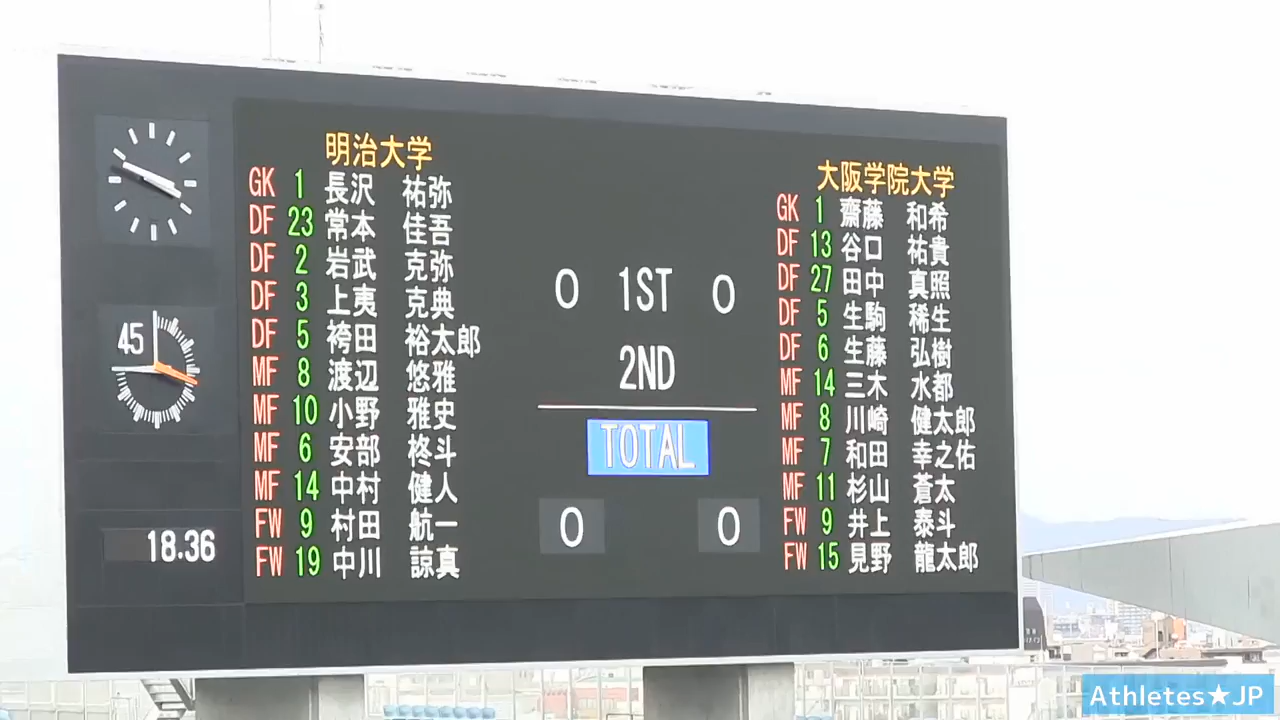 明治大学
GK 1 長沢 祐弥
DF 23 常本 佳吾
DF 2 岩武 克弥
DF 3 上夷 克典
DF 5 袴田 裕太郎
MF 8 渡辺 悠雅
MF 10 小野 雅史
MF 6 安部 柊斗
MF 14 中村 健人
FW 9 村田 航一
FW 19 中川 諒真
45
18.36
0 1ST 0
2ND
TOTAL
0 0
大阪学院大学
GK 1 齋藤 和希
DF 13 谷口 祐貴
DF 27 田中 真照
DF 5 生駒 稀生
DF 6 生藤 弘樹
MF 14 三木 水都
MF 8 川崎 健太郎
MF 7 和田 幸之佑
MF 11 杉山 蒼太
FW 9 井上 泰斗
FW 15 見野 龍太郎
Athletes★JP